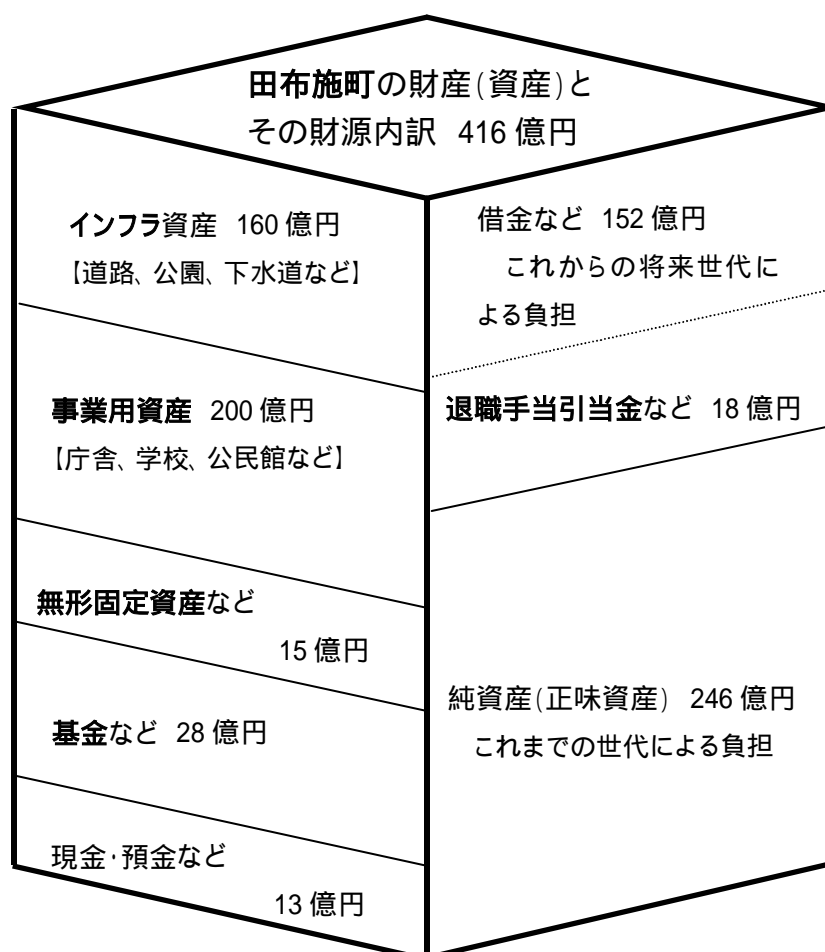 田布施町の財産(資産)と
その財源内訳 416 億円
インフラ資産 160 億円
【道路、公園、下水道など】
事業用資産 200 億円
【庁舎、学校、公民館など】
無形固定資産など
15 億円
基金など 28 億円
現金・預金など
13 億円
借金など 152 億円
これからの将来世代に
よる負担
退職手当引当金など 18 億円
純資産(正味資産) 246 億円
これまでの世代による負担